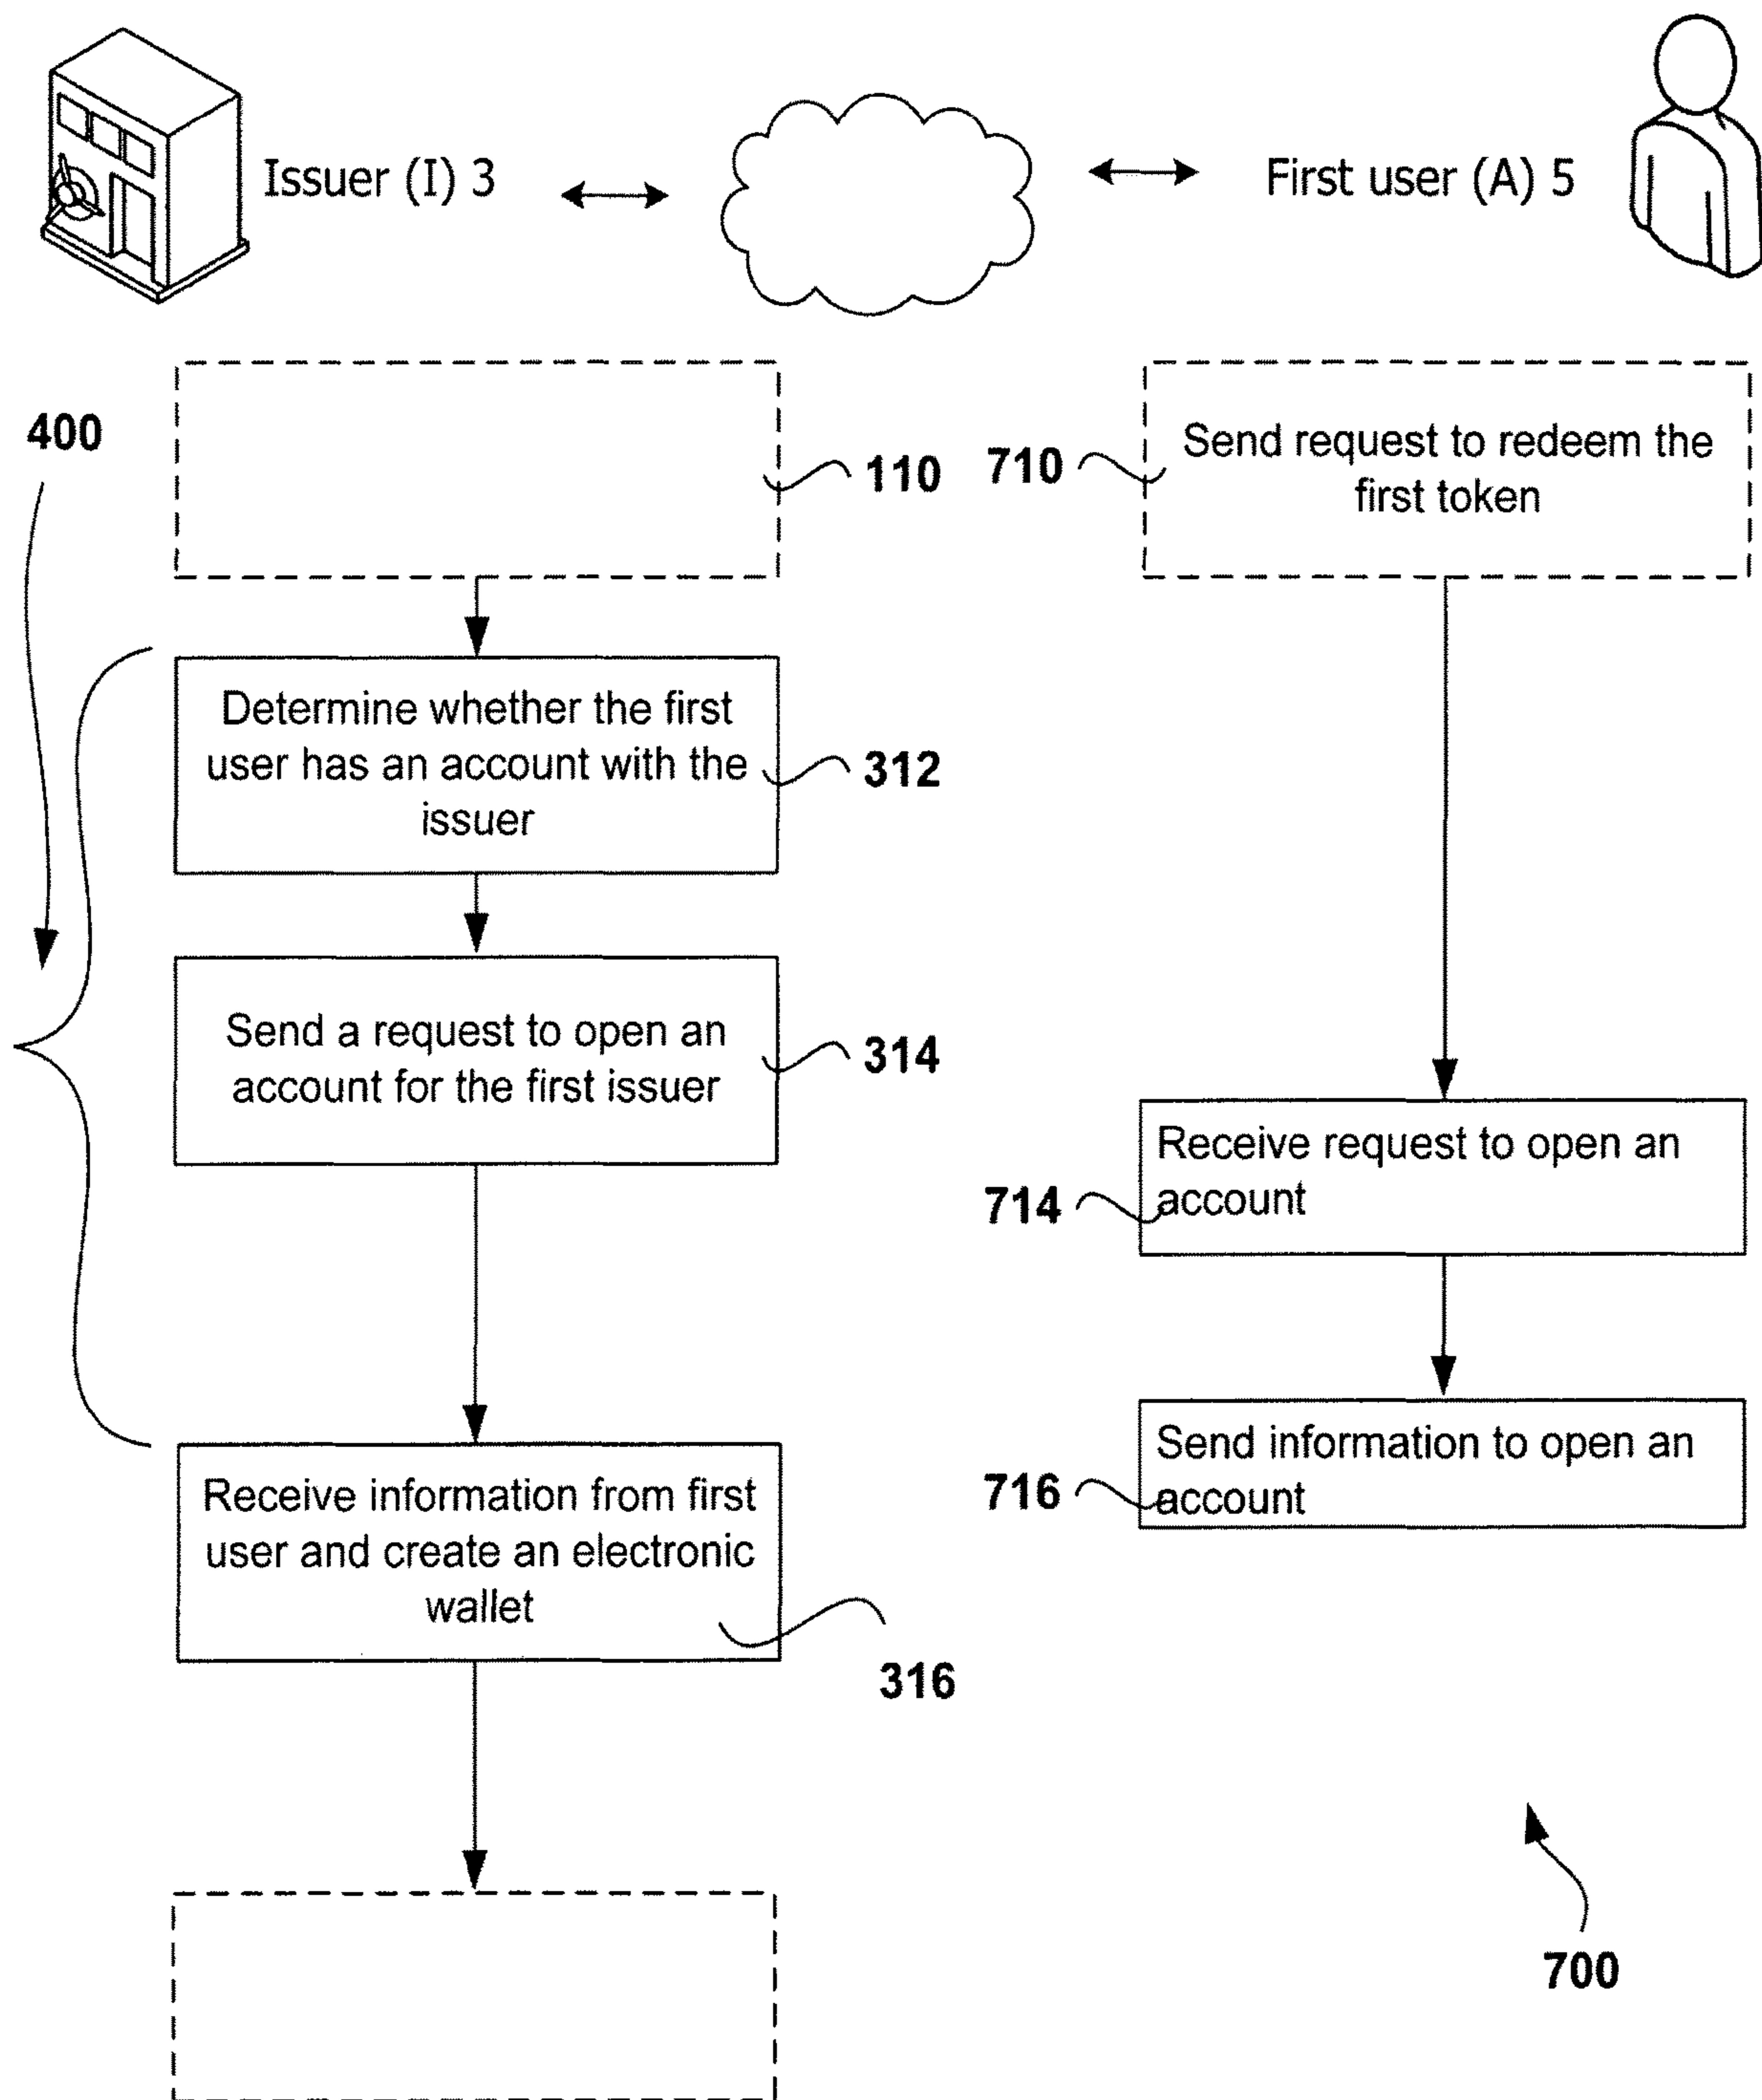 Issuer (I) 3
First user (A) 5
400
110
710
Send request to redeem the
first token
Determine whether the first
user has an account with the
issuer
312
Send a request to open an
account for the first issuer
314
Receive request to open an
account
714
Send information to open an
account
716
Receive information from first
user and create an electronic
wallet
316
700